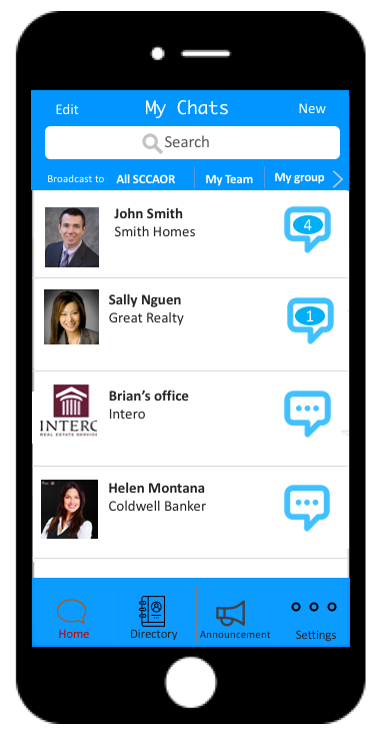 Edit My Chats New
Search
Broadcast to All SCCAOR My Team My group
John Smith
Smith Homes
4
Sally Nguen
Great Realty
1
Brian's office
Intero
INTERO
REAL ESTATE SERVICES
Helen Montana
Coldwell Banker
Home Directory Announcement Settings